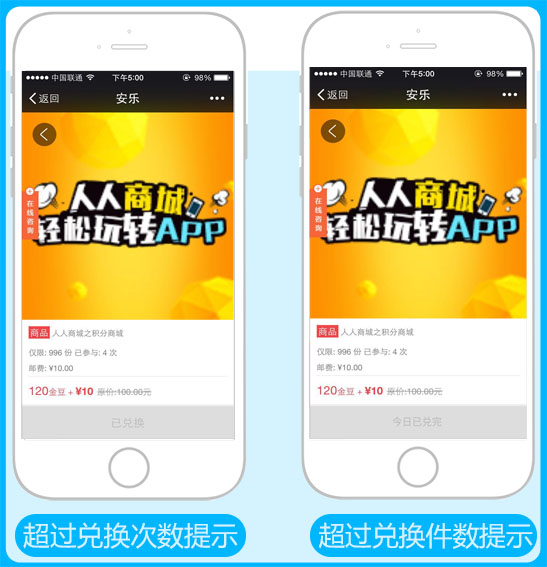 中国联通 下午5:00 98%
返回 安乐
人人商城
轻松玩转APP
在线咨询
商品 人人商城之积分商城
仅限: 996 份 已参与: 4 次
邮费: ¥10.00
120金豆 + ¥10 原价:100.00元
已兑换
超过兑换次数提示
中国联通 下午5:00 98%
返回 安乐
人人商城
轻松玩转APP
在线咨询
商品 人人商城之积分商城
仅限: 996 份 已参与: 4 次
邮费: ¥10.00
120金豆 + ¥10 原价:100.00元
今日已兑完
超过兑换件数提示